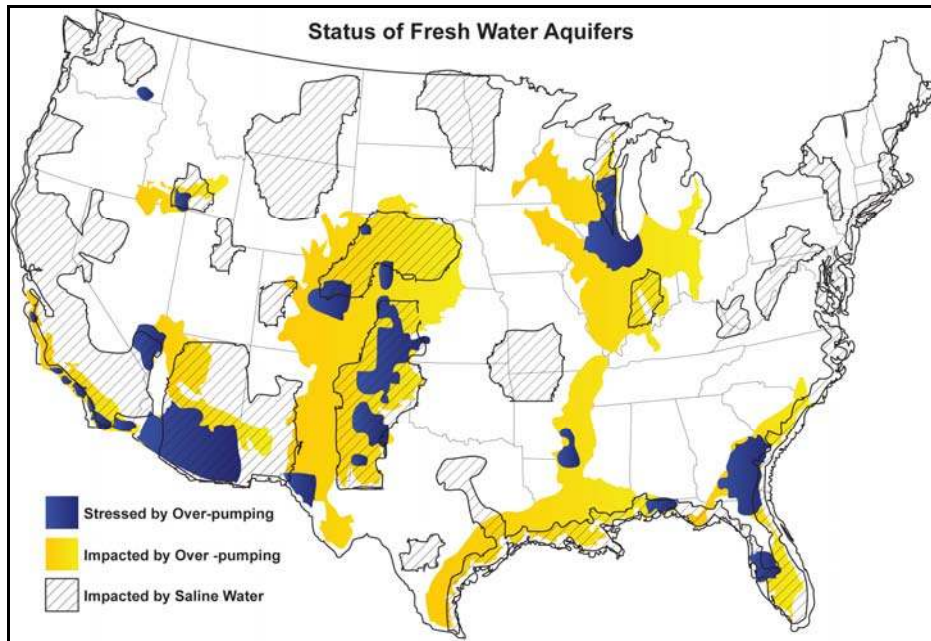 Status of Fresh Water Aquifers
Stressed by Over-pumping
Impacted by Over -pumping
Impacted by Saline Water